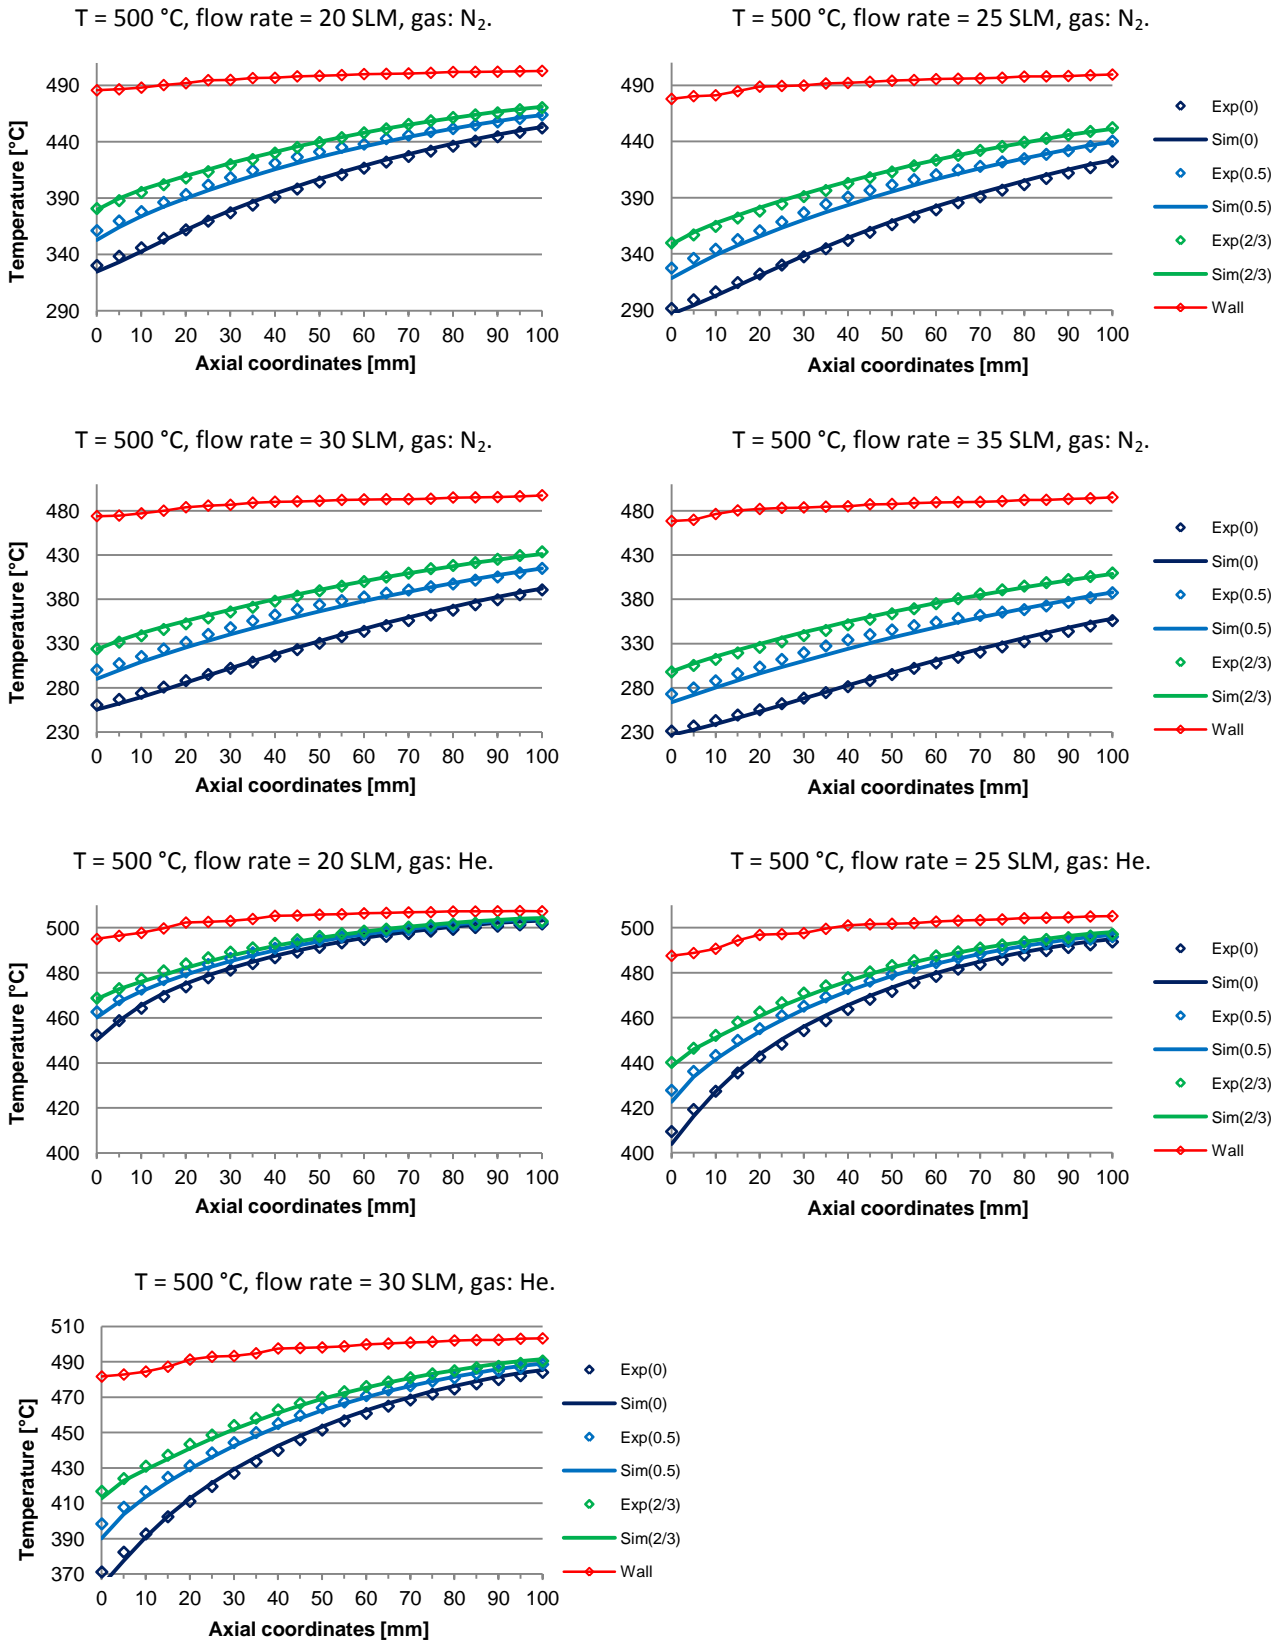 T = 500 °C, flow rate = 20 SLM, gas: N₂.
Temperature [°C]
490
440
390
340
290
0 10 20 30 40 50 60 70 80 90 100
Axial coordinates [mm]
T = 500 °C, flow rate = 25 SLM, gas: N₂.
490
440
390
340
290
0 10 20 30 40 50 60 70 80 90 100
Axial coordinates [mm]
Exp(0)
Sim(0)
Exp(0.5)
Sim(0.5)
Exp(2/3)
Sim(2/3)
Wall
T = 500 °C, flow rate = 30 SLM, gas: N₂.
Temperature [°C]
480
430
380
330
280
230
0 10 20 30 40 50 60 70 80 90 100
Axial coordinates [mm]
T = 500 °C, flow rate = 35 SLM, gas: N₂.
480
430
380
330
280
230
0 10 20 30 40 50 60 70 80 90 100
Axial coordinates [mm]
Exp(0)
Sim(0)
Exp(0.5)
Sim(0.5)
Exp(2/3)
Sim(2/3)
Wall
T = 500 °C, flow rate = 20 SLM, gas: He.
Temperature [°C]
500
480
460
440
420
400
0 10 20 30 40 50 60 70 80 90 100
Axial coordinates [mm]
T = 500 °C, flow rate = 25 SLM, gas: He.
500
480
460
440
420
400
0 10 20 30 40 50 60 70 80 90 100
Axial coordinates [mm]
Exp(0)
Sim(0)
Exp(0.5)
Sim(0.5)
Exp(2/3)
Sim(2/3)
Wall
T = 500 °C, flow rate = 30 SLM, gas: He.
Temperature [°C]
510
490
470
450
430
410
390
370
0 10 20 30 40 50 60 70 80 90 100
Axial coordinates [mm]
Exp(0)
Sim(0)
Exp(0.5)
Sim(0.5)
Exp(2/3)
Sim(2/3)
Wall